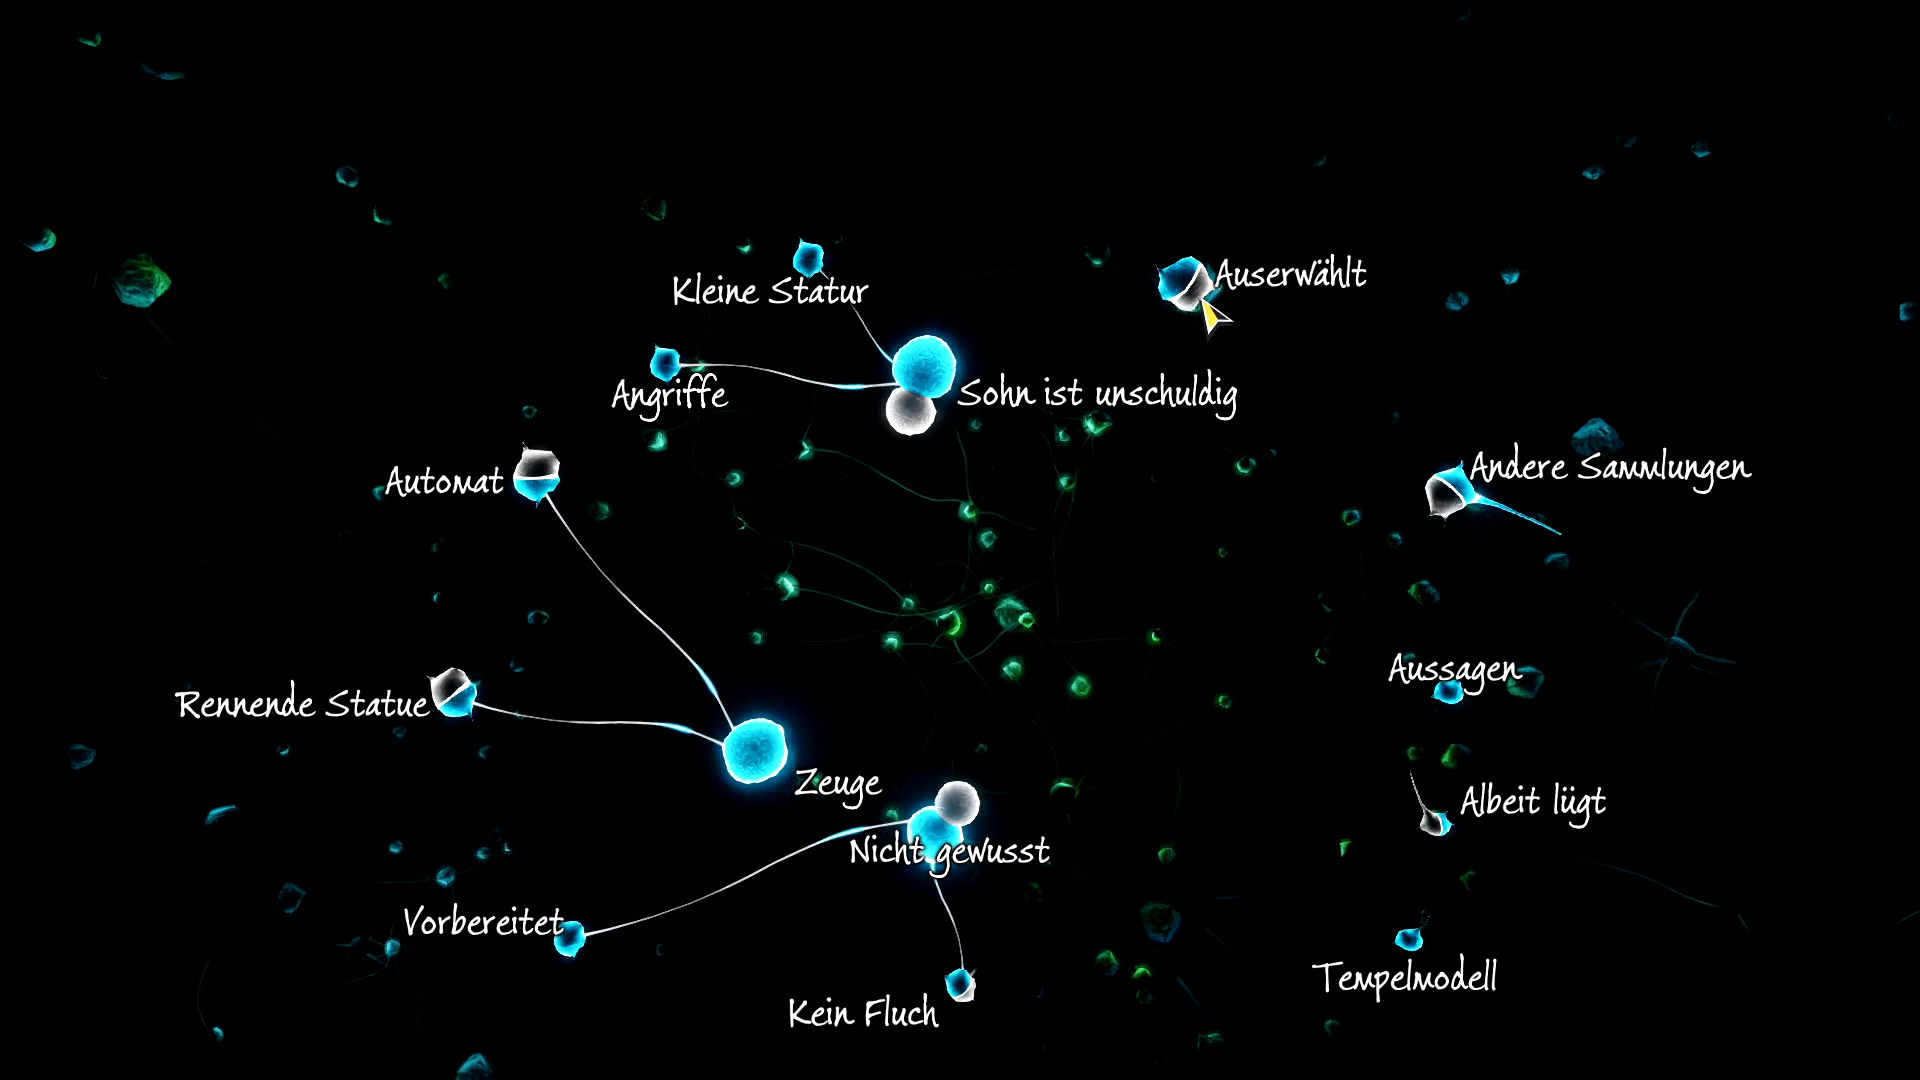 Auserwählt
Kleine Statur
Angriffe
Sohn ist unschuldig
Andere Sammlungen
Automat
Aussagen
Rennende Statue
Zeuge
Albeit lügt
Nicht gewusst
Vorbereitet
Tempelmodell
Kein Fluch